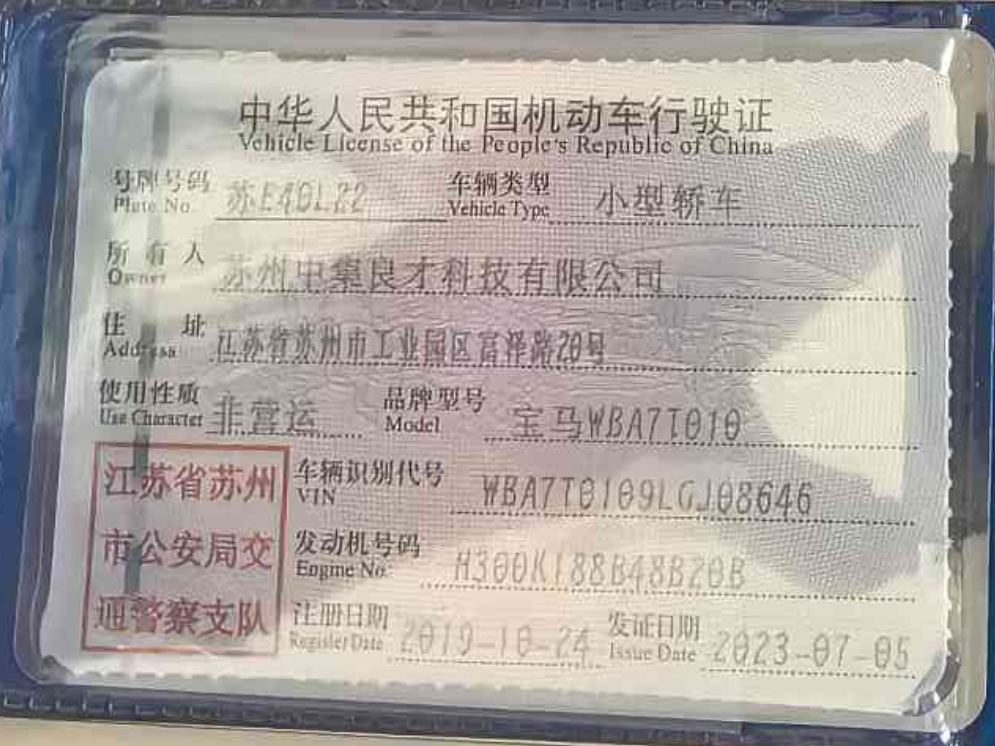 中华人民共和国机动车行驶证
Vehicle License of the People's Republic of China
号牌号码 苏E40L22 车辆类型 小型轿车
Plate No. Vehicle Type
所有人 苏州中集良才科技有限公司
Owner
住址 江苏省苏州市工业园区富泽路20号
Address
使用性质 非营运 品牌型号 宝马WBA7T010
Use Character Model
江苏省苏州
市公安局交
通警察支队
车辆识别代号 WBA7T0109LGJ08646
VIN
发动机号码 H300K188B48B20B
Engine No.
注册日期 2019-10-24 发证日期 2023-07-05
Register Date Issue Date